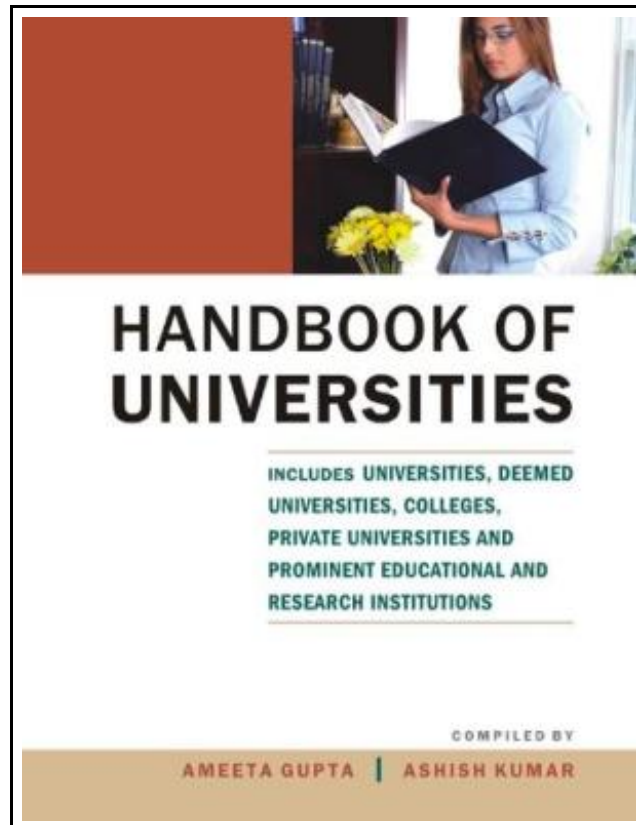 HANDBOOK OF
UNIVERSITIES
INCLUDES UNIVERSITIES, DEEMED
UNIVERSITIES, COLLEGES,
PRIVATE UNIVERSITIES AND
PROMINENT EDUCATIONAL AND
RESEARCH INSTITUTIONS
COMPILED BY
AMEETA GUPTA | ASHISH KUMAR